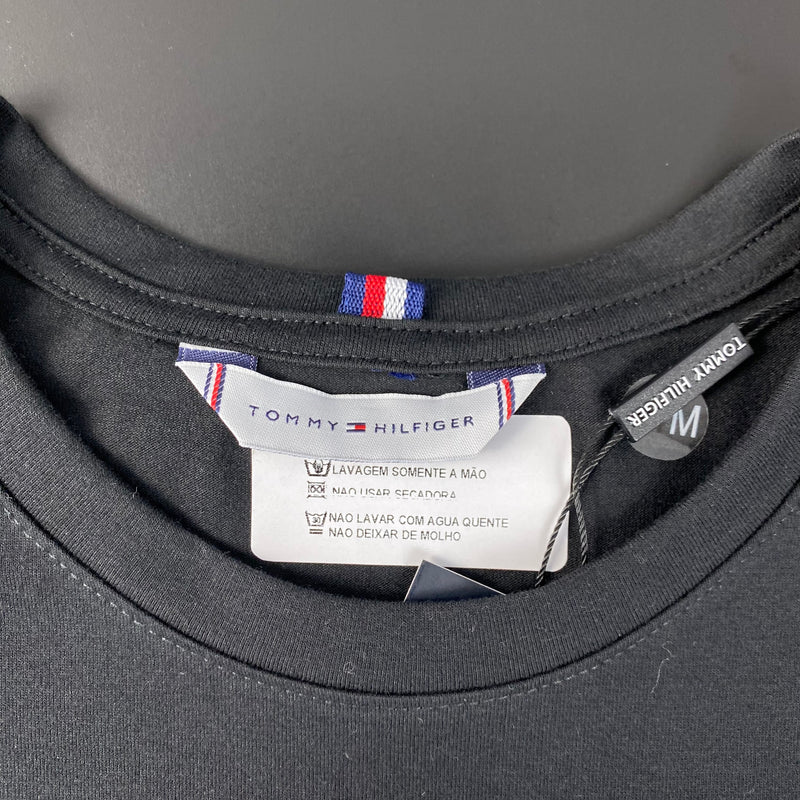 TOMMY HILFIGER
TOMMY HILFIGER
M
LAVAGEM SOMENTE A MÃO
NAO USAR SECADORA
30
NAO LAVAR COM AGUA QUENTE
NAO DEIXAR DE MOLHO